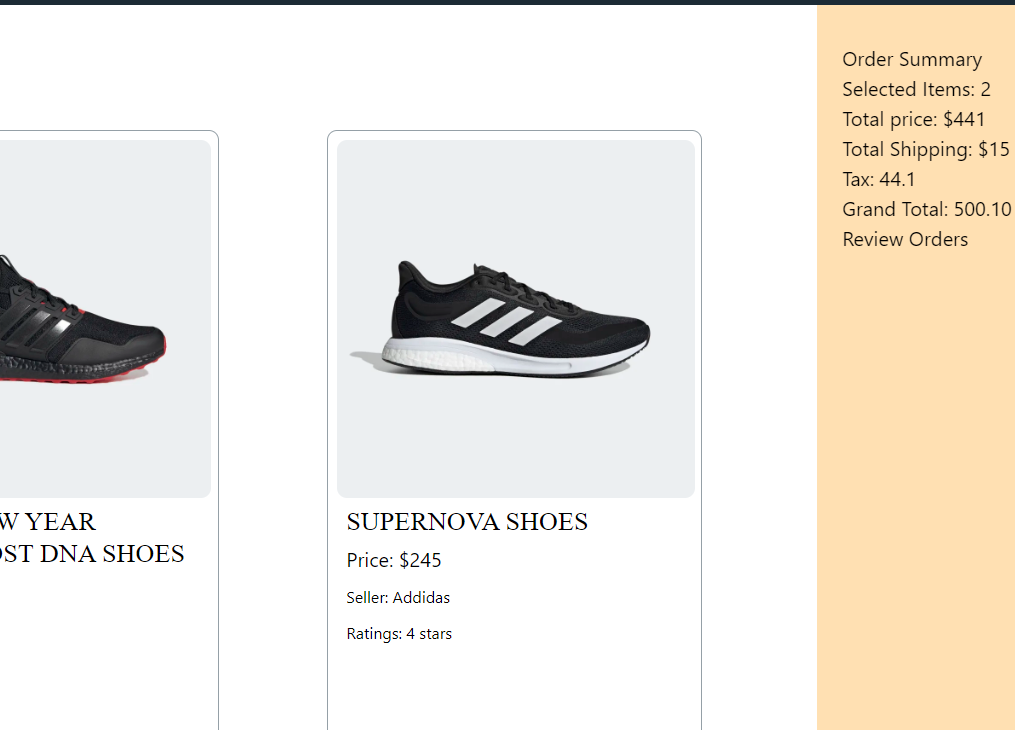 W YEAR
OST DNA SHOES
SUPERNOVA SHOES
Price: $245
Seller: Addidas
Ratings: 4 stars
Order Summary
Selected Items: 2
Total price: $441
Total Shipping: $15
Tax: 44.1
Grand Total: 500.10
Review Orders